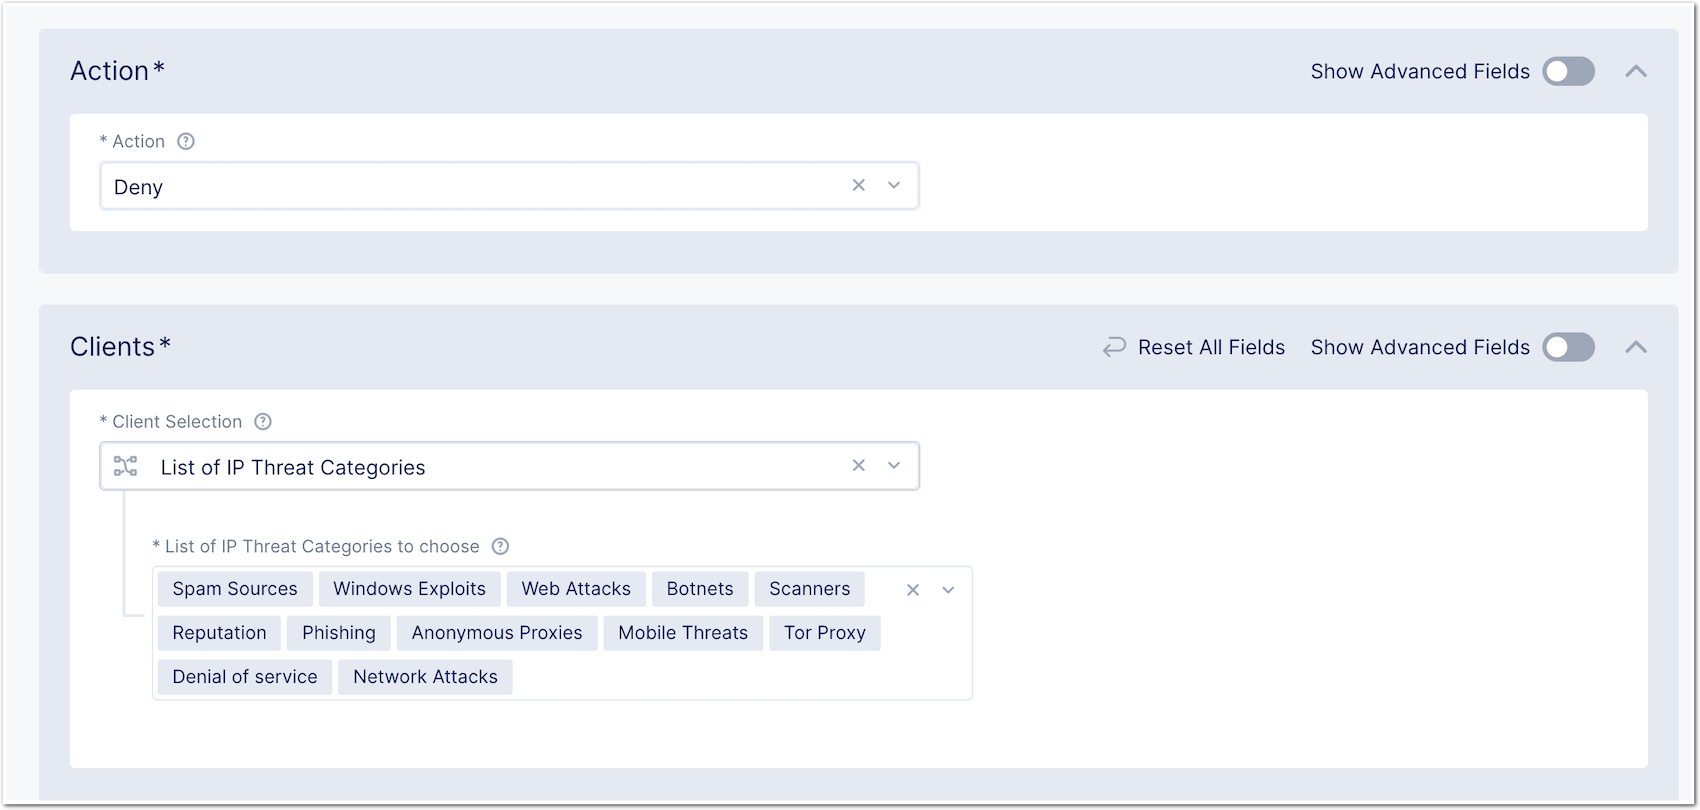 Action*
Show Advanced Fields
* Action
Deny
Clients*
Reset All Fields
Show Advanced Fields
* Client Selection
List of IP Threat Categories
* List of IP Threat Categories to choose
Spam Sources Windows Exploits Web Attacks Botnets Scanners
Reputation Phishing Anonymous Proxies Mobile Threats Tor Proxy
Denial of service Network Attacks